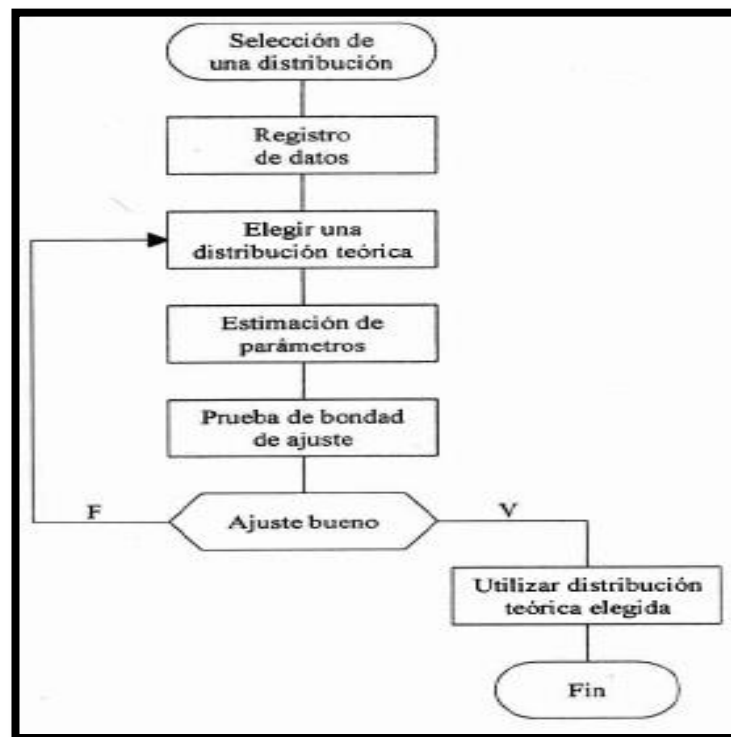 Selección de
una distribución
Registro
de datos
Elegir una
distribución teórica
Estimación de
parámetros
Prueba de bondad
de ajuste
F
Ajuste bueno
V
Utilizar distribución
teórica elegida
Fin